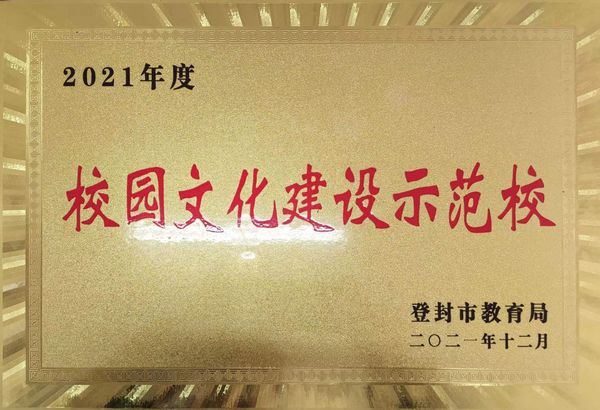 2021年度
校园文化建设示范校
登封市教育局
二〇二一年十二月